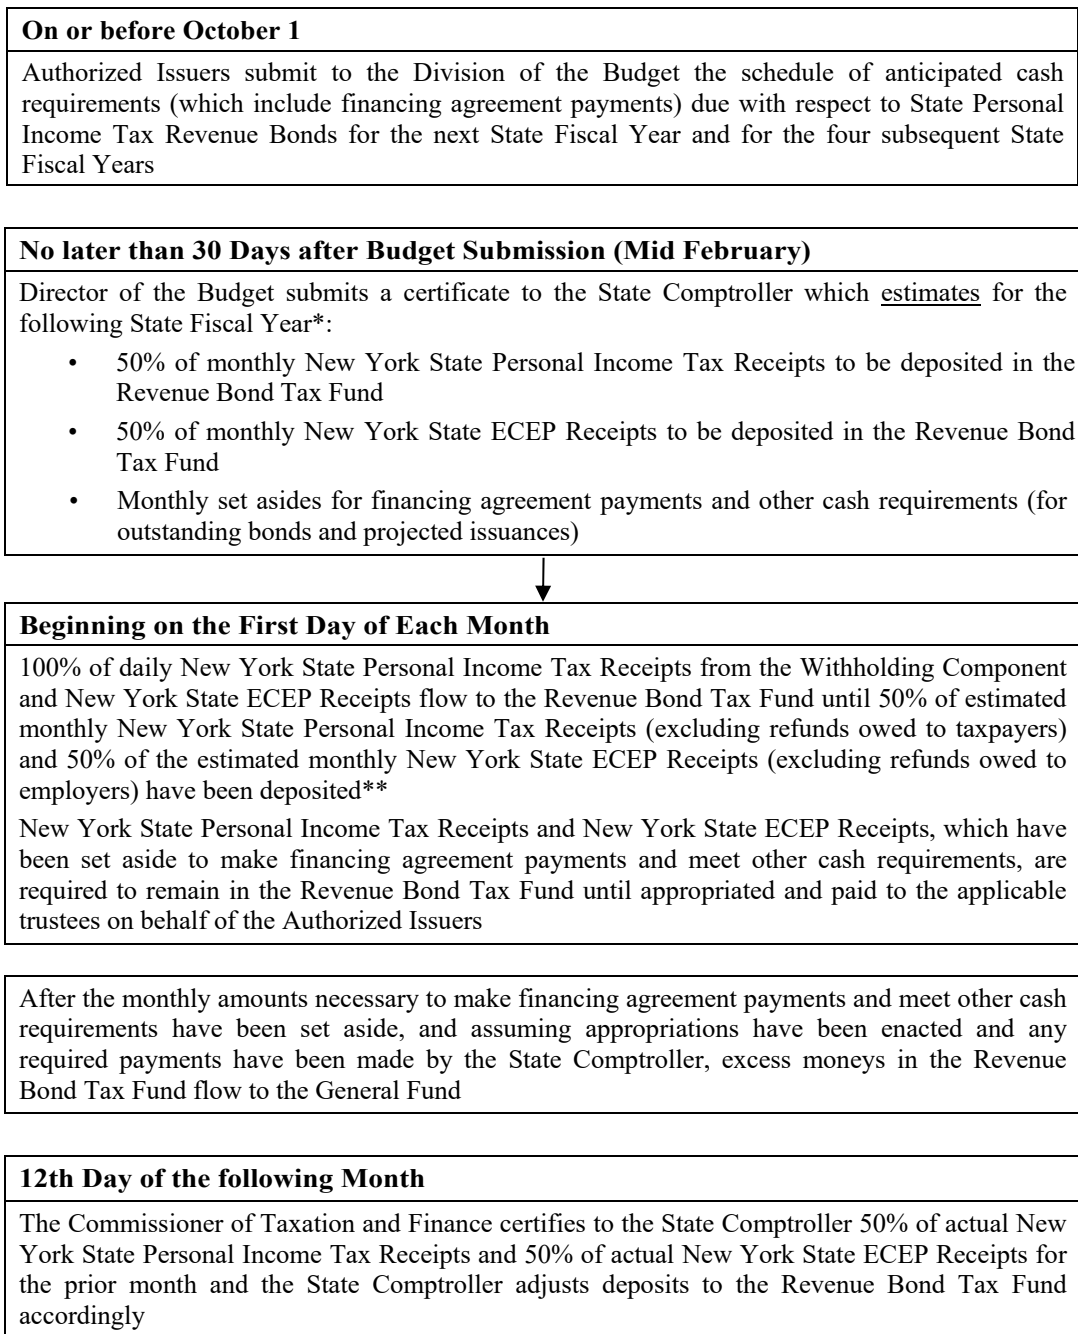 On or before October 1
Authorized Issuers submit to the Division of the Budget the schedule of anticipated cash
requirements (which include financing agreement payments) due with respect to State Personal
Income Tax Revenue Bonds for the next State Fiscal Year and for the four subsequent State
Fiscal Years
No later than 30 Days after Budget Submission (Mid February)
Director of the Budget submits a certificate to the State Comptroller which estimates for the
following State Fiscal Year*:
• 50% of monthly New York State Personal Income Tax Receipts to be deposited in the
Revenue Bond Tax Fund
• 50% of monthly New York State ECEP Receipts to be deposited in the Revenue Bond
Tax Fund
• Monthly set asides for financing agreement payments and other cash requirements (for
outstanding bonds and projected issuances)
Beginning on the First Day of Each Month
100% of daily New York State Personal Income Tax Receipts from the Withholding Component
and New York State ECEP Receipts flow to the Revenue Bond Tax Fund until 50% of estimated
monthly New York State Personal Income Tax Receipts (excluding refunds owed to taxpayers)
and 50% of the estimated monthly New York State ECEP Receipts (excluding refunds owed to
employers) have been deposited**
New York State Personal Income Tax Receipts and New York State ECEP Receipts, which have
been set aside to make financing agreement payments and meet other cash requirements, are
required to remain in the Revenue Bond Tax Fund until appropriated and paid to the applicable
trustees on behalf of the Authorized Issuers
After the monthly amounts necessary to make financing agreement payments and meet other cash
requirements have been set aside, and assuming appropriations have been enacted and any
required payments have been made by the State Comptroller, excess moneys in the Revenue
Bond Tax Fund flow to the General Fund
12th Day of the following Month
The Commissioner of Taxation and Finance certifies to the State Comptroller 50% of actual New
York State Personal Income Tax Receipts and 50% of actual New York State ECEP Receipts for
the prior month and the State Comptroller adjusts deposits to the Revenue Bond Tax Fund
accordingly